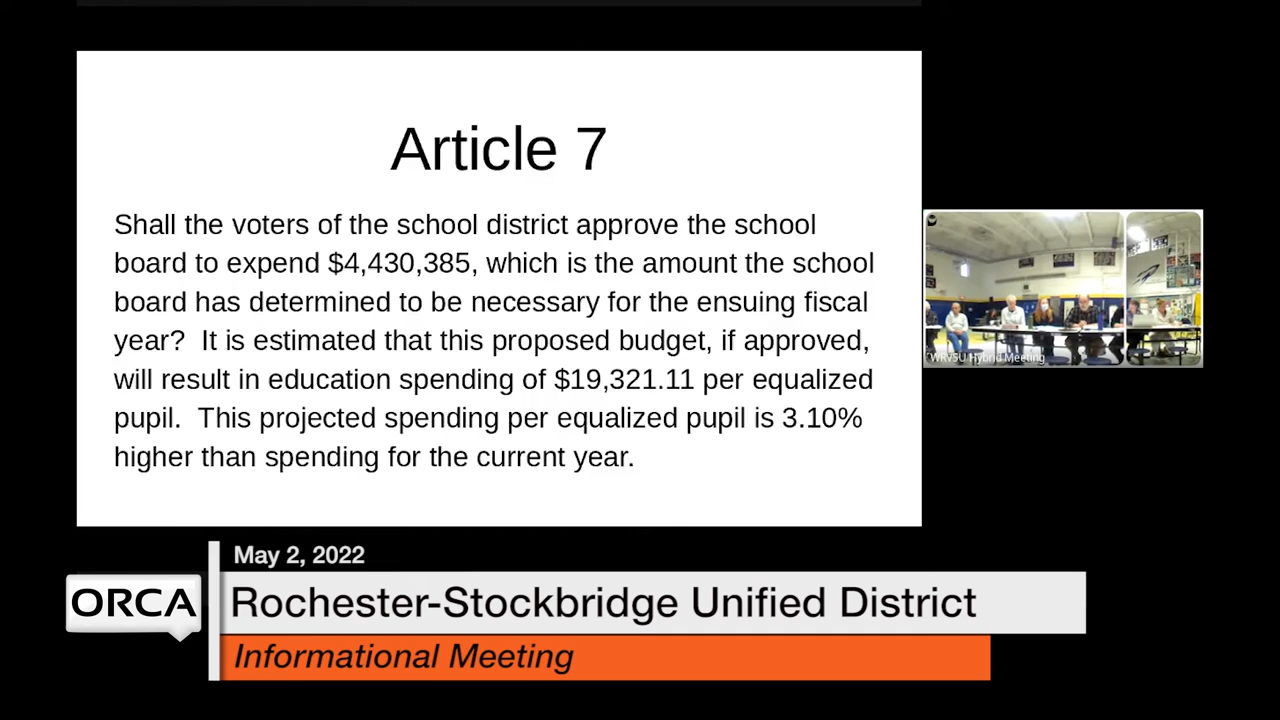 Article 7
Shall the voters of the school district approve the school
board to expend $4,430,385, which is the amount the school
board has determined to be necessary for the ensuing fiscal
year?  It is estimated that this proposed budget, if approved,
will result in education spending of $19,321.11 per equalized
pupil.  This projected spending per equalized pupil is 3.10%
higher than spending for the current year.
WRVSU Hybrid Meeting
May 2, 2022
ORCA
Rochester-Stockbridge Unified District
Informational Meeting